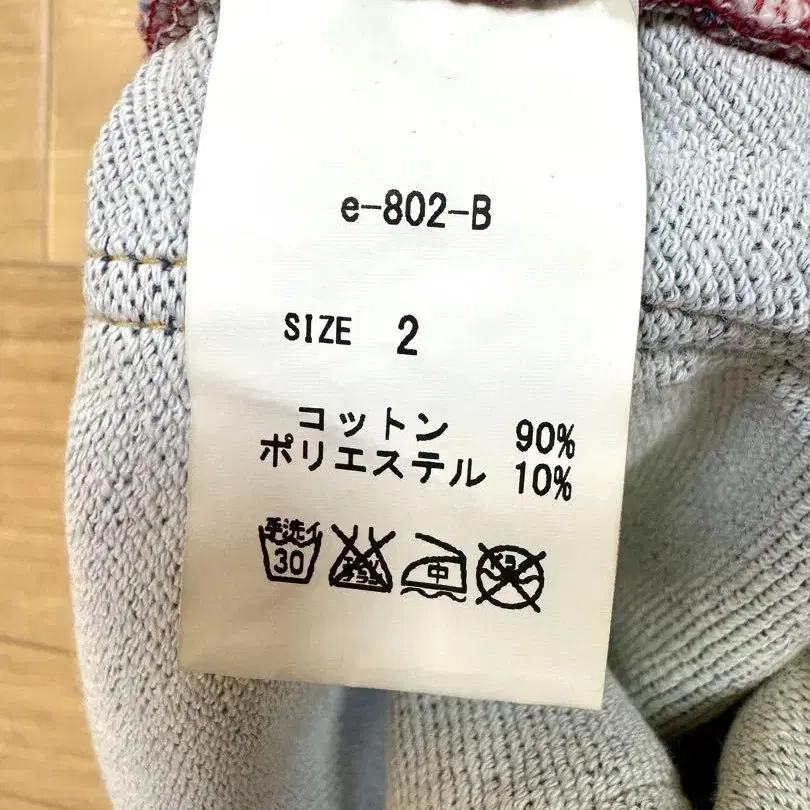 e-802-B
SIZE 2
コットン 90%
ポリエステル 10%
手洗イ
30
中